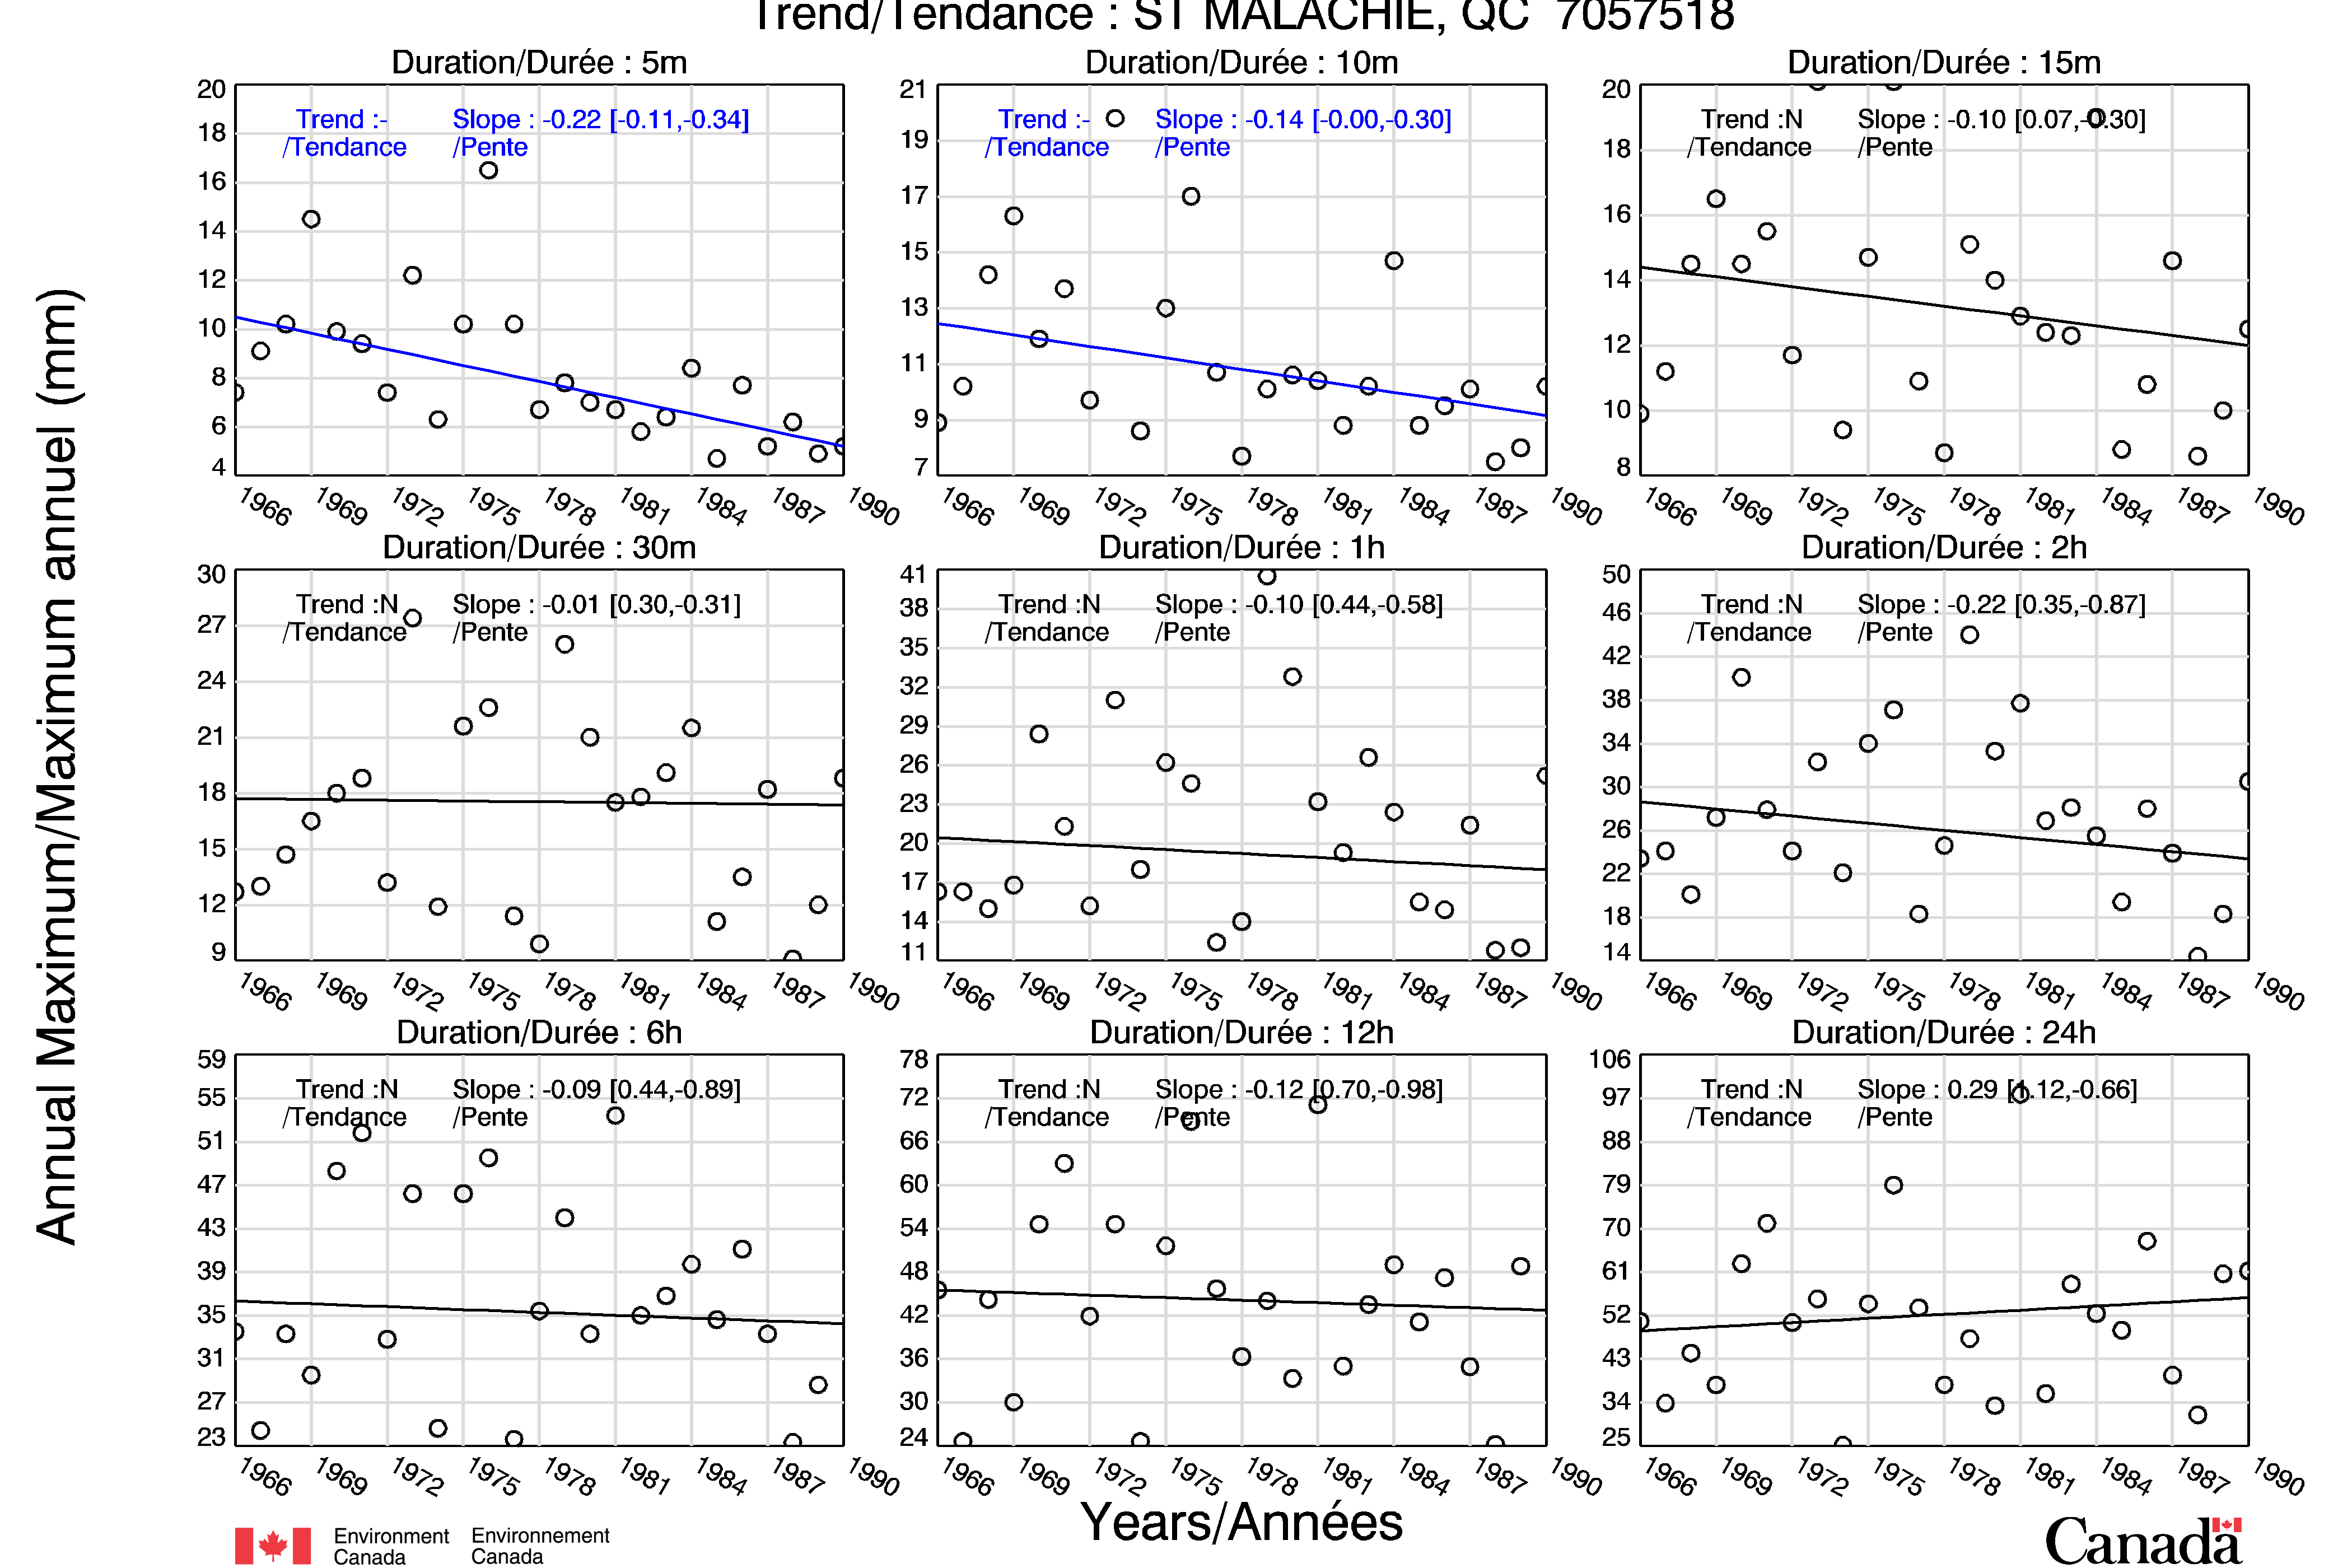 Trend/Tendance : ST MALACHIE, QC 7057518
Annual Maximum/Maximum annuel (mm)
Duration/Durée : 5m
Trend :- Slope : -0.22 [-0.11,-0.34]
/Tendance /Pente
20
18
16
14
12
10
8
6
4
1966 1969 1972 1975 1978 1981 1984 1987 1990
Duration/Durée : 10m
Trend :- Slope : -0.14 [-0.00,-0.30]
/Tendance /Pente
21
19
17
15
13
11
9
7
1966 1969 1972 1975 1978 1981 1984 1987 1990
Duration/Durée : 15m
Trend :N Slope : -0.10 [0.07,-0.30]
/Tendance /Pente
20
18
16
14
12
10
8
1966 1969 1972 1975 1978 1981 1984 1987 1990
Duration/Durée : 30m
Trend :N Slope : -0.01 [0.30,-0.31]
/Tendance /Pente
30
27
24
21
18
15
12
9
1966 1969 1972 1975 1978 1981 1984 1987 1990
Duration/Durée : 1h
Trend :N Slope : -0.10 [0.44,-0.58]
/Tendance /Pente
41
38
35
32
29
26
23
20
17
14
11
1966 1969 1972 1975 1978 1981 1984 1987 1990
Duration/Durée : 2h
Trend :N Slope : -0.22 [0.35,-0.87]
/Tendance /Pente
50
46
42
38
34
30
26
22
18
14
1966 1969 1972 1975 1978 1981 1984 1987 1990
Duration/Durée : 6h
Trend :N Slope : -0.09 [0.44,-0.89]
/Tendance /Pente
59
55
51
47
43
39
35
31
27
23
1966 1969 1972 1975 1978 1981 1984 1987 1990
Duration/Durée : 12h
Trend :N Slope : -0.12 [0.70,-0.98]
/Tendance /Pente
78
72
66
60
54
48
42
36
30
24
1966 1969 1972 1975 1978 1981 1984 1987 1990
Duration/Durée : 24h
Trend :N Slope : 0.29 [1.12,-0.66]
/Tendance /Pente
106
97
88
79
70
61
52
43
34
25
1966 1969 1972 1975 1978 1981 1984 1987 1990
Years/Années
Environment Environnement
Canada Canada
Canada